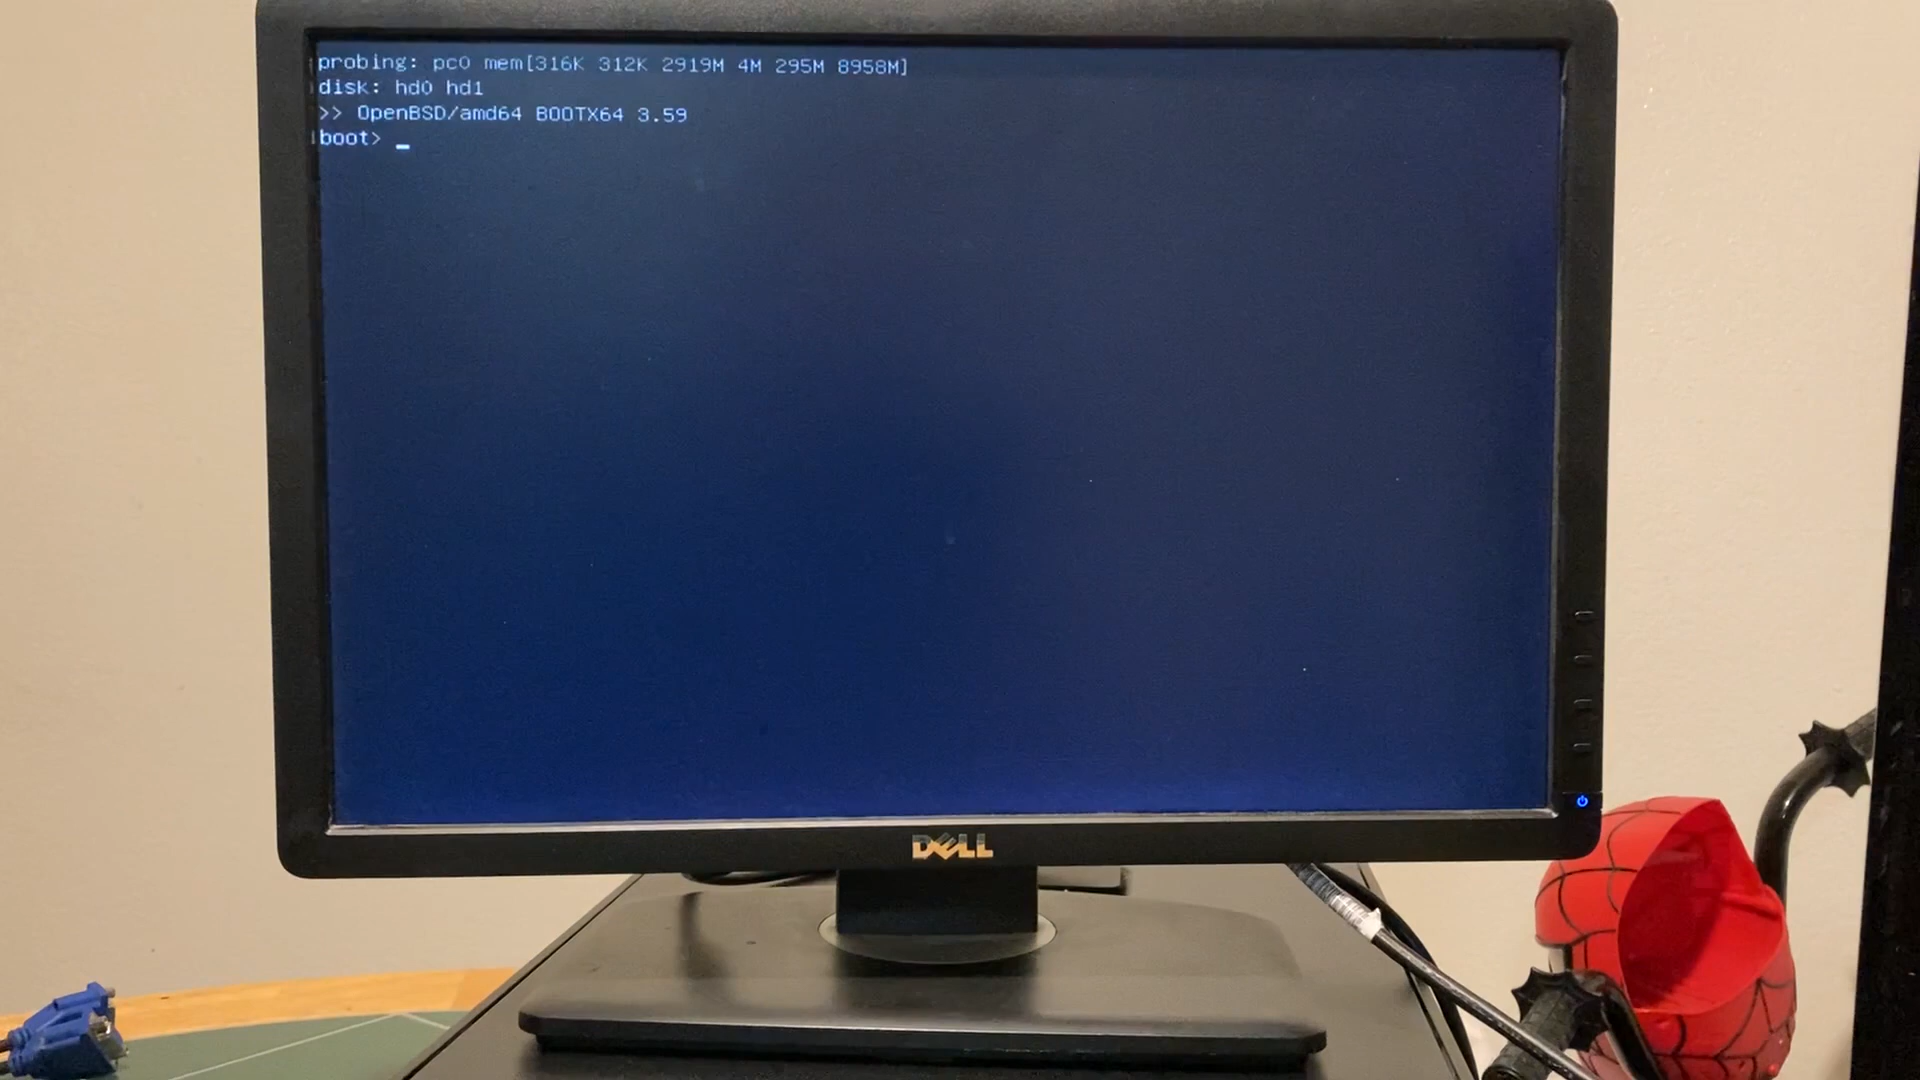 probing: pc0 mem[316K 312K 2919M 4M 295M 8958M]
disk: hd0 hd1
>> OpenBSD/amd64 BOOTX64 3.59
boot> _
DELL